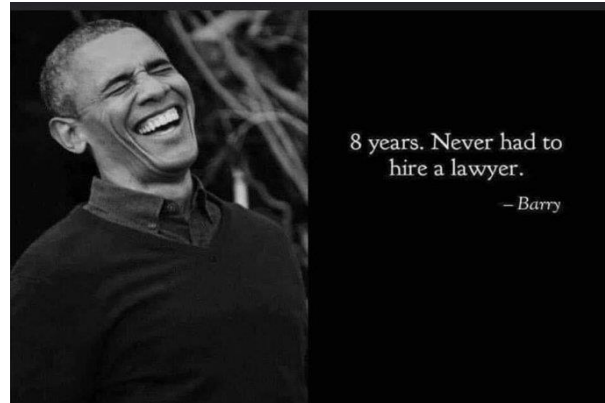 8 years. Never had to
hire a lawyer.
– Barry